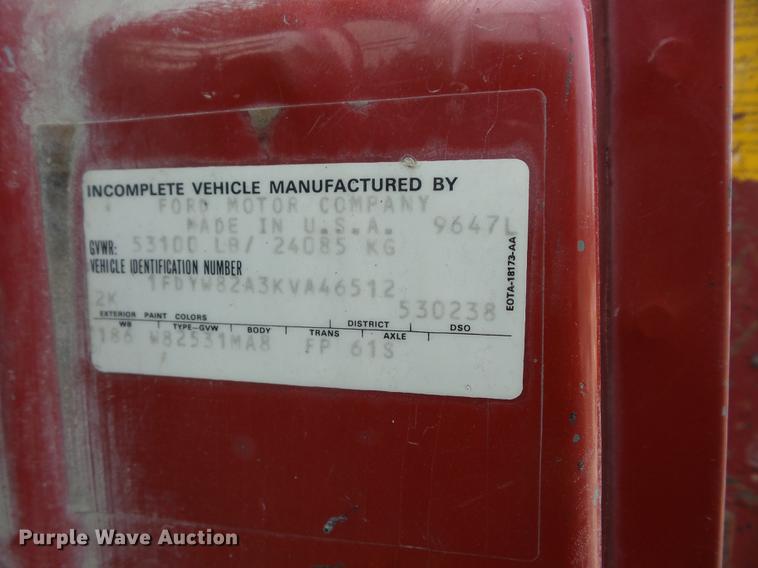 INCOMPLETE VEHICLE MANUFACTURED BY
FORD MOTOR COMPANY
MADE IN U.S.A. 9647L
GVWR: 53100 LB/ 24085 KG
VEHICLE IDENTIFICATION NUMBER
1FDYW82A3KVA46512
2K 530238
EXTERIOR PAINT COLORS DISTRICT DSO
WB TYPE-GVW BODY TRANS AXLE
186 W82531MA8 FP 61S
EOTA-18173-AA
Purple Wave Auction